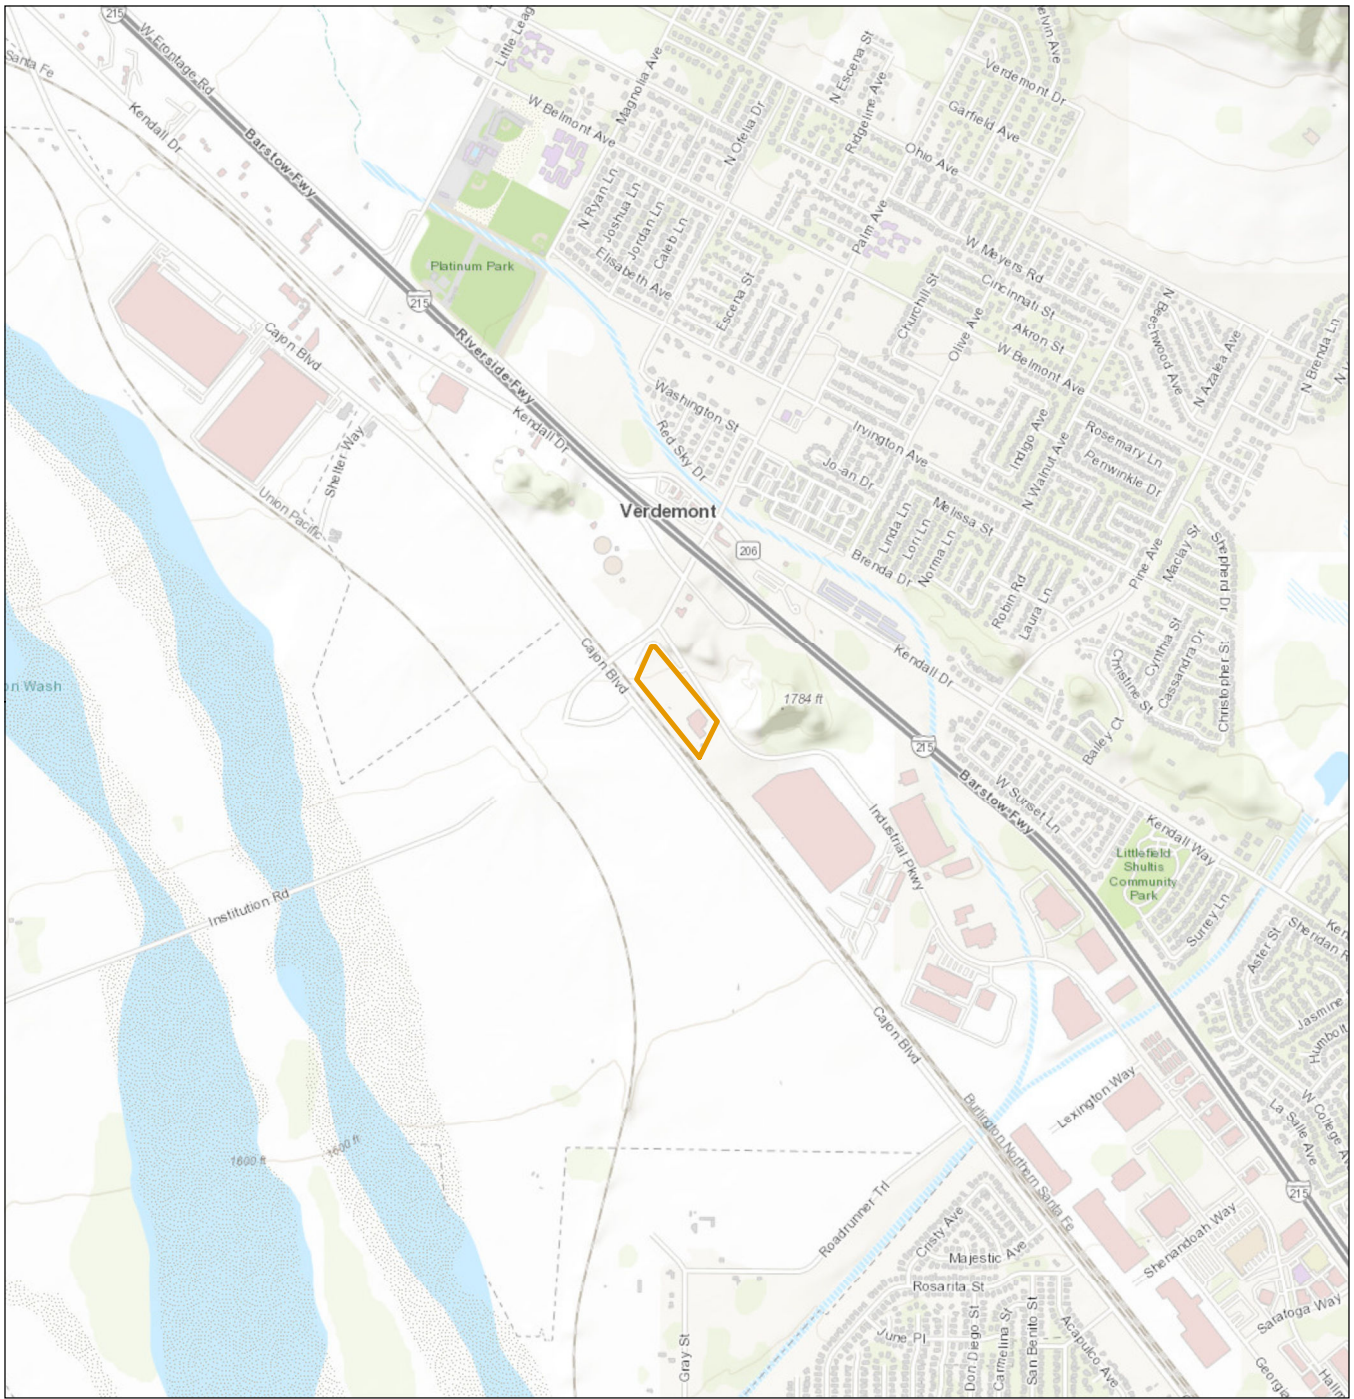 215
W Frontage Rd
Santa Fe
Kendall Dr
Barstow Fwy
Little Leag
W Belmont Ave
Magnolia Ave
N Ofelia Dr
N Escena St
Ridgeline Ave
elvin Ave
Verdemont Dr
Garfield Ave
Ohio Ave
N Ryan Ln
Joshua Ln
Jordan Ln
Caleb Ln
Elisabeth Ave
Palm Ave
W Meyers Rd
Platinum Park
215
Escena St
Churchill St
Cincinnati St
Olive Ave
Akron St
W Belmont Ave
N Beechwood Ave
N Azalea Ave
N Brenda Ln
Cajon Blvd
Riverside Fwy
Kendall Dr
Washington St
Red Sky Dr
Irvington Ave
Jo-an Dr
Indigo Ave
N Walnut Ave
Rosemary Ln
Periwinkle Dr
Shelter Way
Union Pacific
Verdemont
206
Linda Ln
Lori Ln
Norma Ln
Melissa St
Brenda Dr
Robin Rd
Laura Ln
Pine Ave
Maclay St
Shepherd Dr
Cynthia St
Cassandra Dr
Christine St
Christopher St
Bailey Ct
on Wash
Cajon Blvd
Kendall Dr
1784 ft
215
Barstow Fwy
W Sunset Ln
Kendall Way
Industrial Pkwy
Littlefield
Shultis
Community
Park
Surrey Ln
Aster St
Sheridan R
Ken
Jasmine
Humbolt
Institution Rd
Cajon Blvd
Burlington Northern Santa Fe
Lexington Way
W College A
La Salle Ave
1600 ft
1600 ft
215
Roadrunner Trl
Cristy Ave
Majestic Ave
Rosarita St
Shenandoah Way
Saratoga Way
June Pl
Don Diego St
Carmelina St
San Benito St
Acapulco Ave
Gray St
Georg
Halln